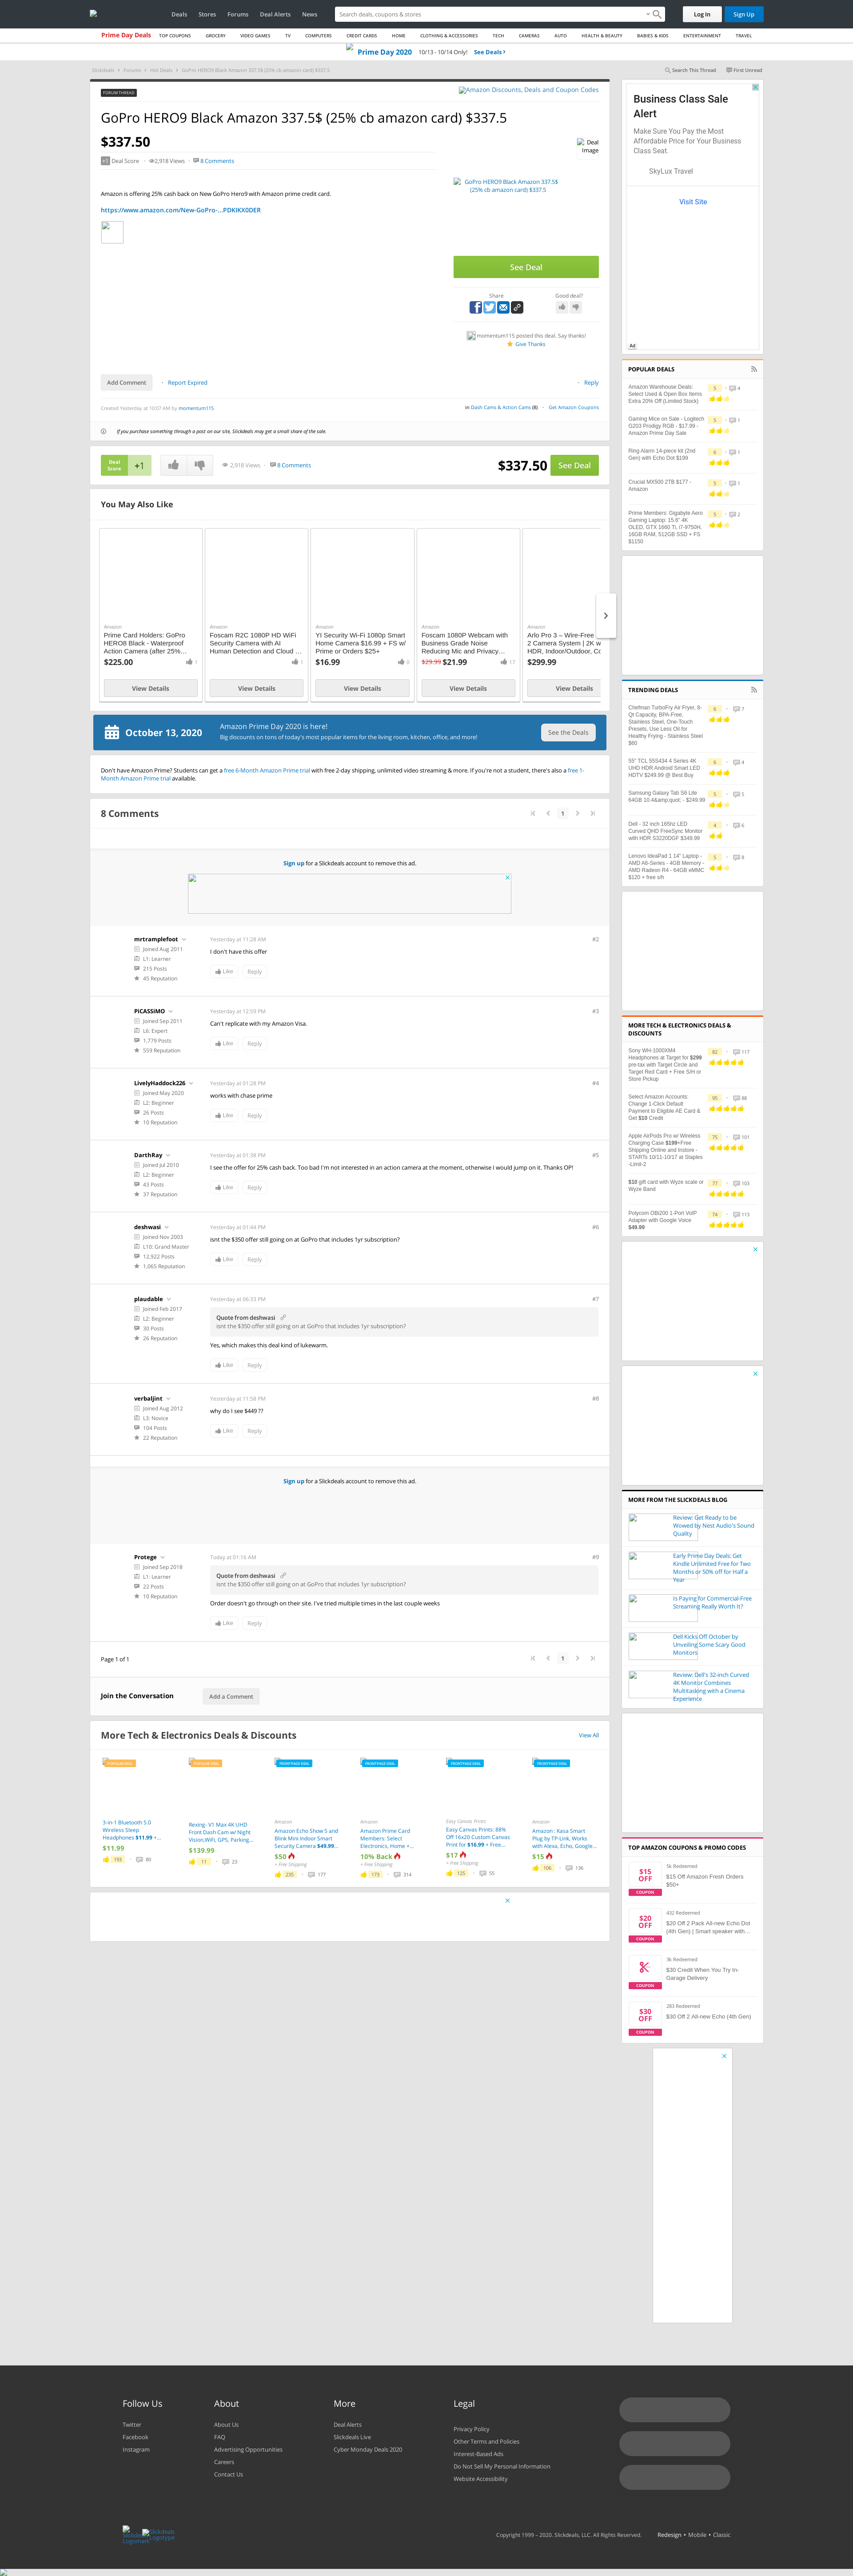 Deals Stores Forums Deal Alerts News
Search deals, coupons & stores
Log In
Sign Up
Prime Day Deals TOP COUPONS GROCERY VIDEO GAMES TV COMPUTERS CREDIT CARDS HOME CLOTHING & ACCESSORIES TECH CAMERAS AUTO HEALTH & BEAUTY BABIES & KIDS ENTERTAINMENT TRAVEL
Prime Day 2020 10/13 - 10/14 Only! See Deals
Slickdeals Forums Hot Deals GoPro HERO9 Black Amazon 337.5$ (25% cb amazon card) $337.5
Search This Thread First Unread
FORUM THREAD
Amazon Discounts, Deals and Coupon Codes
GoPro HERO9 Black Amazon 337.5$ (25% cb amazon card) $337.5
$337.50
Deal Image
+1 Deal Score 2,918 Views 8 Comments
Amazon is offering 25% cash back on New GoPro Hero9 with Amazon prime credit card.
https://www.amazon.com/New-GoPro-...PDKIKX0DER
GoPro HERO9 Black Amazon 337.5$ (25% cb amazon card) $337.5
See Deal
Share
Good deal?
momentum115 posted this deal. Say thanks!
Give Thanks
Add Comment Report Expired Reply
Created Yesterday at 10:07 AM by momentum115
in Dash Cams & Action Cams (8) Get Amazon Coupons
If you purchase something through a post on our site, Slickdeals may get a small share of the sale.
Deal Score +1
2,918 Views 8 Comments
$337.50 See Deal
You May Also Like
Amazon
Prime Card Holders: GoPro HERO8 Black - Waterproof Action Camera (after 25%...
$225.00 1
View Details
Amazon
Foscam R2C 1080P HD WiFi Security Camera with AI Human Detection and Cloud ...
1
View Details
Amazon
YI Security Wi-Fi 1080p Smart Home Camera $16.99 + FS w/ Prime or Orders $25+
$16.99 0
View Details
Amazon
Foscam 1080P Webcam with Business Grade Noise Reducing Mic and Privacy...
$29.99 $21.99 17
View Details
Amazon
Arlo Pro 3 – Wire-Free 2 Camera System | 2K w HDR, Indoor/Outdoor, Co
$299.99
View Details
October 13, 2020
Amazon Prime Day 2020 is here!
Big discounts on tons of today's most popular items for the living room, kitchen, office, and more!
See the Deals
Don't have Amazon Prime? Students can get a free 6-Month Amazon Prime trial with free 2-day shipping, unlimited video streaming & more. If you're not a student, there's also a free 1-Month Amazon Prime trial available.
8 Comments
1
Sign up for a Slickdeals account to remove this ad.
mrtramplefoot
Joined Aug 2011
L1: Learner
215 Posts
45 Reputation
Yesterday at 11:28 AM #2
I don't have this offer
Like Reply
PiCASSiMO
Joined Sep 2011
L6: Expert
1,779 Posts
559 Reputation
Yesterday at 12:59 PM #3
Can't replicate with my Amazon Visa.
Like Reply
LivelyHaddock226
Joined May 2020
L2: Beginner
26 Posts
10 Reputation
Yesterday at 01:28 PM #4
works with chase prime
Like Reply
DarthRay
Joined Jul 2010
L2: Beginner
43 Posts
37 Reputation
Yesterday at 01:38 PM #5
I see the offer for 25% cash back. Too bad I'm not interested in an action camera at the moment, otherwise I would jump on it. Thanks OP!
Like Reply
deshwasi
Joined Nov 2003
L10: Grand Master
12,922 Posts
1,065 Reputation
Yesterday at 01:44 PM #6
isnt the $350 offer still going on at GoPro that includes 1yr subscription?
Like Reply
plaudable
Joined Feb 2017
L2: Beginner
30 Posts
26 Reputation
Yesterday at 06:33 PM #7
Quote from deshwasi
isnt the $350 offer still going on at GoPro that includes 1yr subscription?
Yes, which makes this deal kind of lukewarm.
Like Reply
verbaljint
Joined Aug 2012
L3: Novice
104 Posts
22 Reputation
Yesterday at 11:58 PM #8
why do I see $449 ??
Like Reply
Sign up for a Slickdeals account to remove this ad.
Protege
Joined Sep 2018
L1: Learner
22 Posts
10 Reputation
Today at 01:16 AM #9
Quote from deshwasi
isnt the $350 offer still going on at GoPro that includes 1yr subscription?
Order doesn't go through on their site. I've tried multiple times in the last couple weeks
Like Reply
Page 1 of 1
1
Join the Conversation Add a Comment
More Tech & Electronics Deals & Discounts View All
POPULAR DEAL
3-in-1 Bluetooth 5.0 Wireless Sleep Headphones $11.99 +...
$11.99
193 80
POPULAR DEAL
Rexing- V1 Max 4K UHD Front Dash Cam w/ Night Vision,WiFi, GPS, Parking...
$139.99
11 23
FRONTPAGE DEAL
Amazon
Amazon Echo Show 5 and Blink Mini Indoor Smart Security Camera $49.99...
$50
+ Free Shipping
235 177
FRONTPAGE DEAL
Amazon
Amazon Prime Card Members: Select Electronics, Home +...
10% Back
+ Free Shipping
173 314
FRONTPAGE DEAL
Easy Canvas Prints
Easy Canvas Prints: 88% Off 16x20 Custom Canvas Print for $16.99 + Free...
$17
+ Free Shipping
125 55
FRONTPAGE DEAL
Amazon
Amazon : Kasa Smart Plug by TP-Link, Works with Alexa, Echo, Google...
$15
106 136
Business Class Sale Alert
Make Sure You Pay the Most Affordable Price for Your Business Class Seat.
SkyLux Travel
Visit Site
Ad
POPULAR DEALS
Amazon Warehouse Deals: Select Used & Open Box Items Extra 20% Off (Limited Stock)
5 4
Gaming Mice on Sale - Logitech G203 Prodigy RGB - $17.99 - Amazon Prime Day Sale
5 1
Ring Alarm 14-piece kit (2nd Gen) with Echo Dot $199
6 1
Crucial MX500 2TB $177 - Amazon
5 1
Prime Members: Gigabyte Aero Gaming Laptop: 15.6" 4K OLED, GTX 1660 Ti, i7-9750H, 16GB RAM, 512GB SSD + FS $1150
5 2
TRENDING DEALS
Chefman TurboFry Air Fryer, 8-Qt Capacity, BPA-Free, Stainless Steel, One-Touch Presets, Use Less Oil for Healthy Frying - Stainless Steel $60
6 7
55" TCL 55S434 4 Series 4K UHD HDR Android Smart LED HDTV $249.99 @ Best Buy
6 4
Samsung Galaxy Tab S6 Lite 64GB 10.4&amp;quot; - $249.99
5 5
Dell - 32 inch 165hz LED Curved QHD FreeSync Monitor with HDR S3220DGF $349.99
4 6
Lenovo IdeaPad 1 14" Laptop - AMD A6-Series - 4GB Memory - AMD Radeon R4 - 64GB eMMC $120 + free s/h
5 8
MORE TECH & ELECTRONICS DEALS & DISCOUNTS
Sony WH-1000XM4 Headphones at Target for $299 pre-tax with Target Circle and Target Red Card + Free S/H or Store Pickup
82 117
Select Amazon Accounts: Change 1-Click Default Payment to Eligible AE Card & Get $10 Credit
95 88
Apple AirPods Pro w/ Wireless Charging Case $199+Free Shipping Online and Instore - STARTs 10/11-10/17 at Staples -Limit-2
75 101
$10 gift card with Wyze scale or Wyze Band
77 103
Polycom OBi200 1-Port VoIP Adapter with Google Voice $49.99
74 113
MORE FROM THE SLICKDEALS BLOG
Review: Get Ready to be Wowed by Nest Audio's Sound Quality
Early Prime Day Deals: Get Kindle Unlimited Free for Two Months or 50% off for Half a Year
Is Paying for Commercial-Free Streaming Really Worth It?
Dell Kicks Off October by Unveiling Some Scary Good Monitors
Review: Dell's 32-inch Curved 4K Monitor Combines Multitasking with a Cinema Experience
TOP AMAZON COUPONS & PROMO CODES
$15 OFF COUPON
5k Redeemed
$15 Off Amazon Fresh Orders $50+
$20 OFF COUPON
432 Redeemed
$20 Off 2 Pack All-new Echo Dot (4th Gen) | Smart speaker with...
COUPON
3k Redeemed
$30 Credit When You Try In-Garage Delivery
$30 OFF COUPON
283 Redeemed
$30 Off 2 All-new Echo (4th Gen)
Follow Us
Twitter
Facebook
Instagram
About
About Us
FAQ
Advertising Opportunities
Careers
Contact Us
More
Deal Alerts
Slickdeals Live
Cyber Monday Deals 2020
Legal
Privacy Policy
Other Terms and Policies
Interest-Based Ads
Do Not Sell My Personal Information
Website Accessibility
Slickdeals Logomark Slickdeals Logotype
Copyright 1999 – 2020. Slickdeals, LLC. All Rights Reserved. Redesign • Mobile • Classic